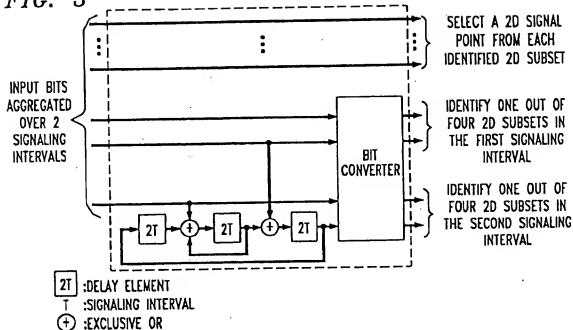 FIG. 3
SELECT A 2D SIGNAL
POINT FROM EACH
IDENTIFIED 2D SUBSET
INPUT BITS
AGGREGATED
OVER 2
SIGNALING
INTERVALS
BIT
CONVERTER
IDENTIFY ONE OUT OF
FOUR 2D SUBSETS IN
THE FIRST SIGNALING
INTERVAL
IDENTIFY ONE OUT OF
FOUR 2D SUBSETS IN
THE SECOND SIGNALING
INTERVAL
2T
+
2T
+
2T
2T :DELAY ELEMENT
T :SIGNALING INTERVAL
+ :EXCLUSIVE OR